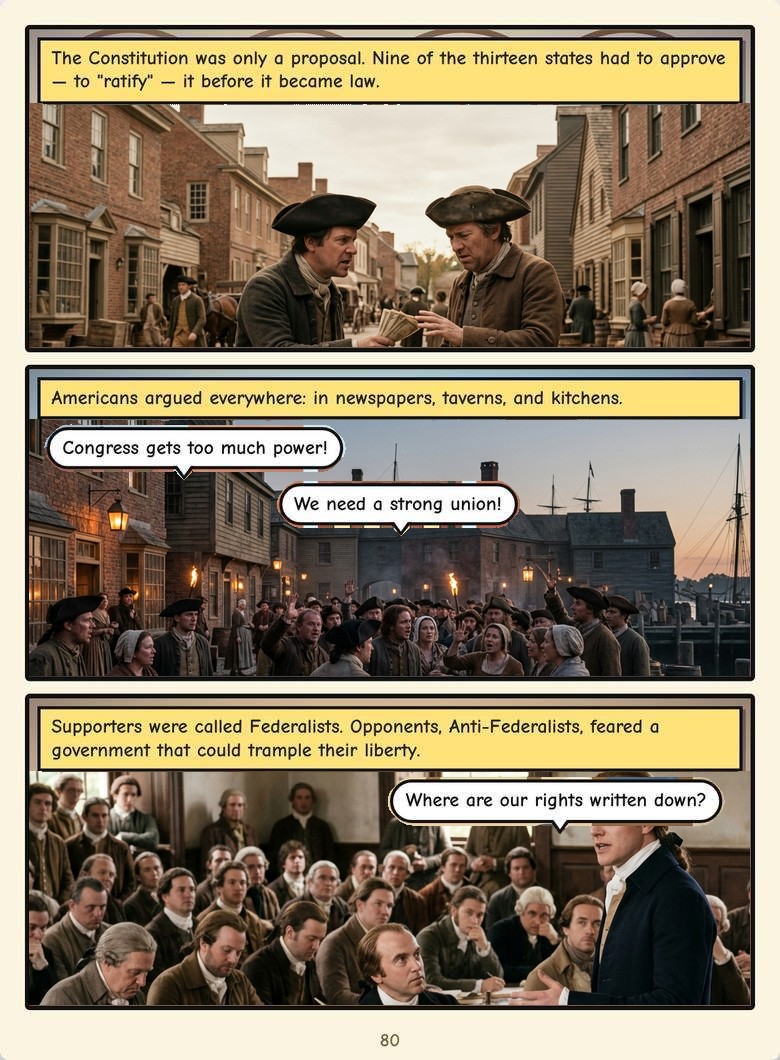 The Constitution was only a proposal. Nine of the thirteen states had to approve
— to "ratify" — it before it became law.
Americans argued everywhere: in newspapers, taverns, and kitchens.
Congress gets too much power!
We need a strong union!
Supporters were called Federalists. Opponents, Anti-Federalists, feared a
government that could trample their liberty.
Where are our rights written down?
80